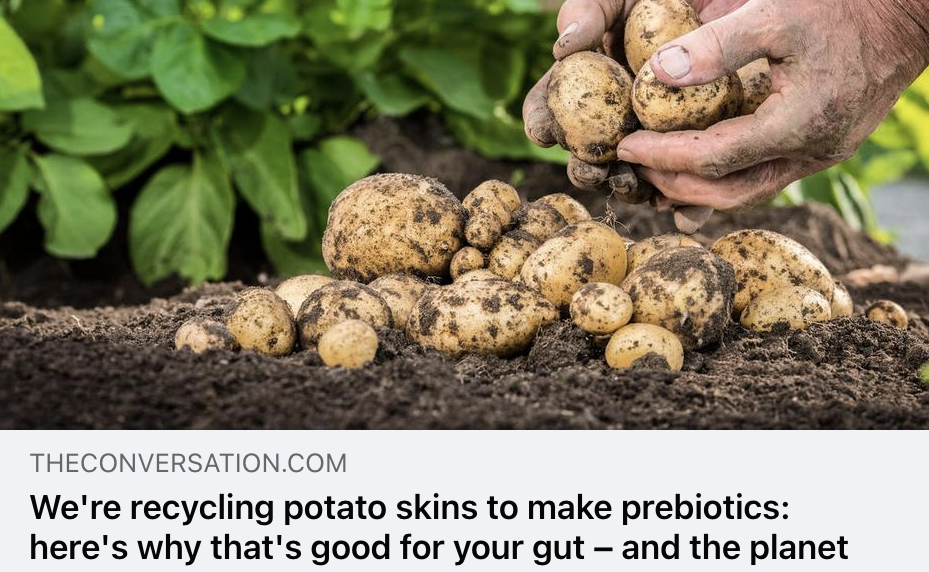 THECONVERSATION.COM
We're recycling potato skins to make prebiotics:
here's why that's good for your gut – and the planet